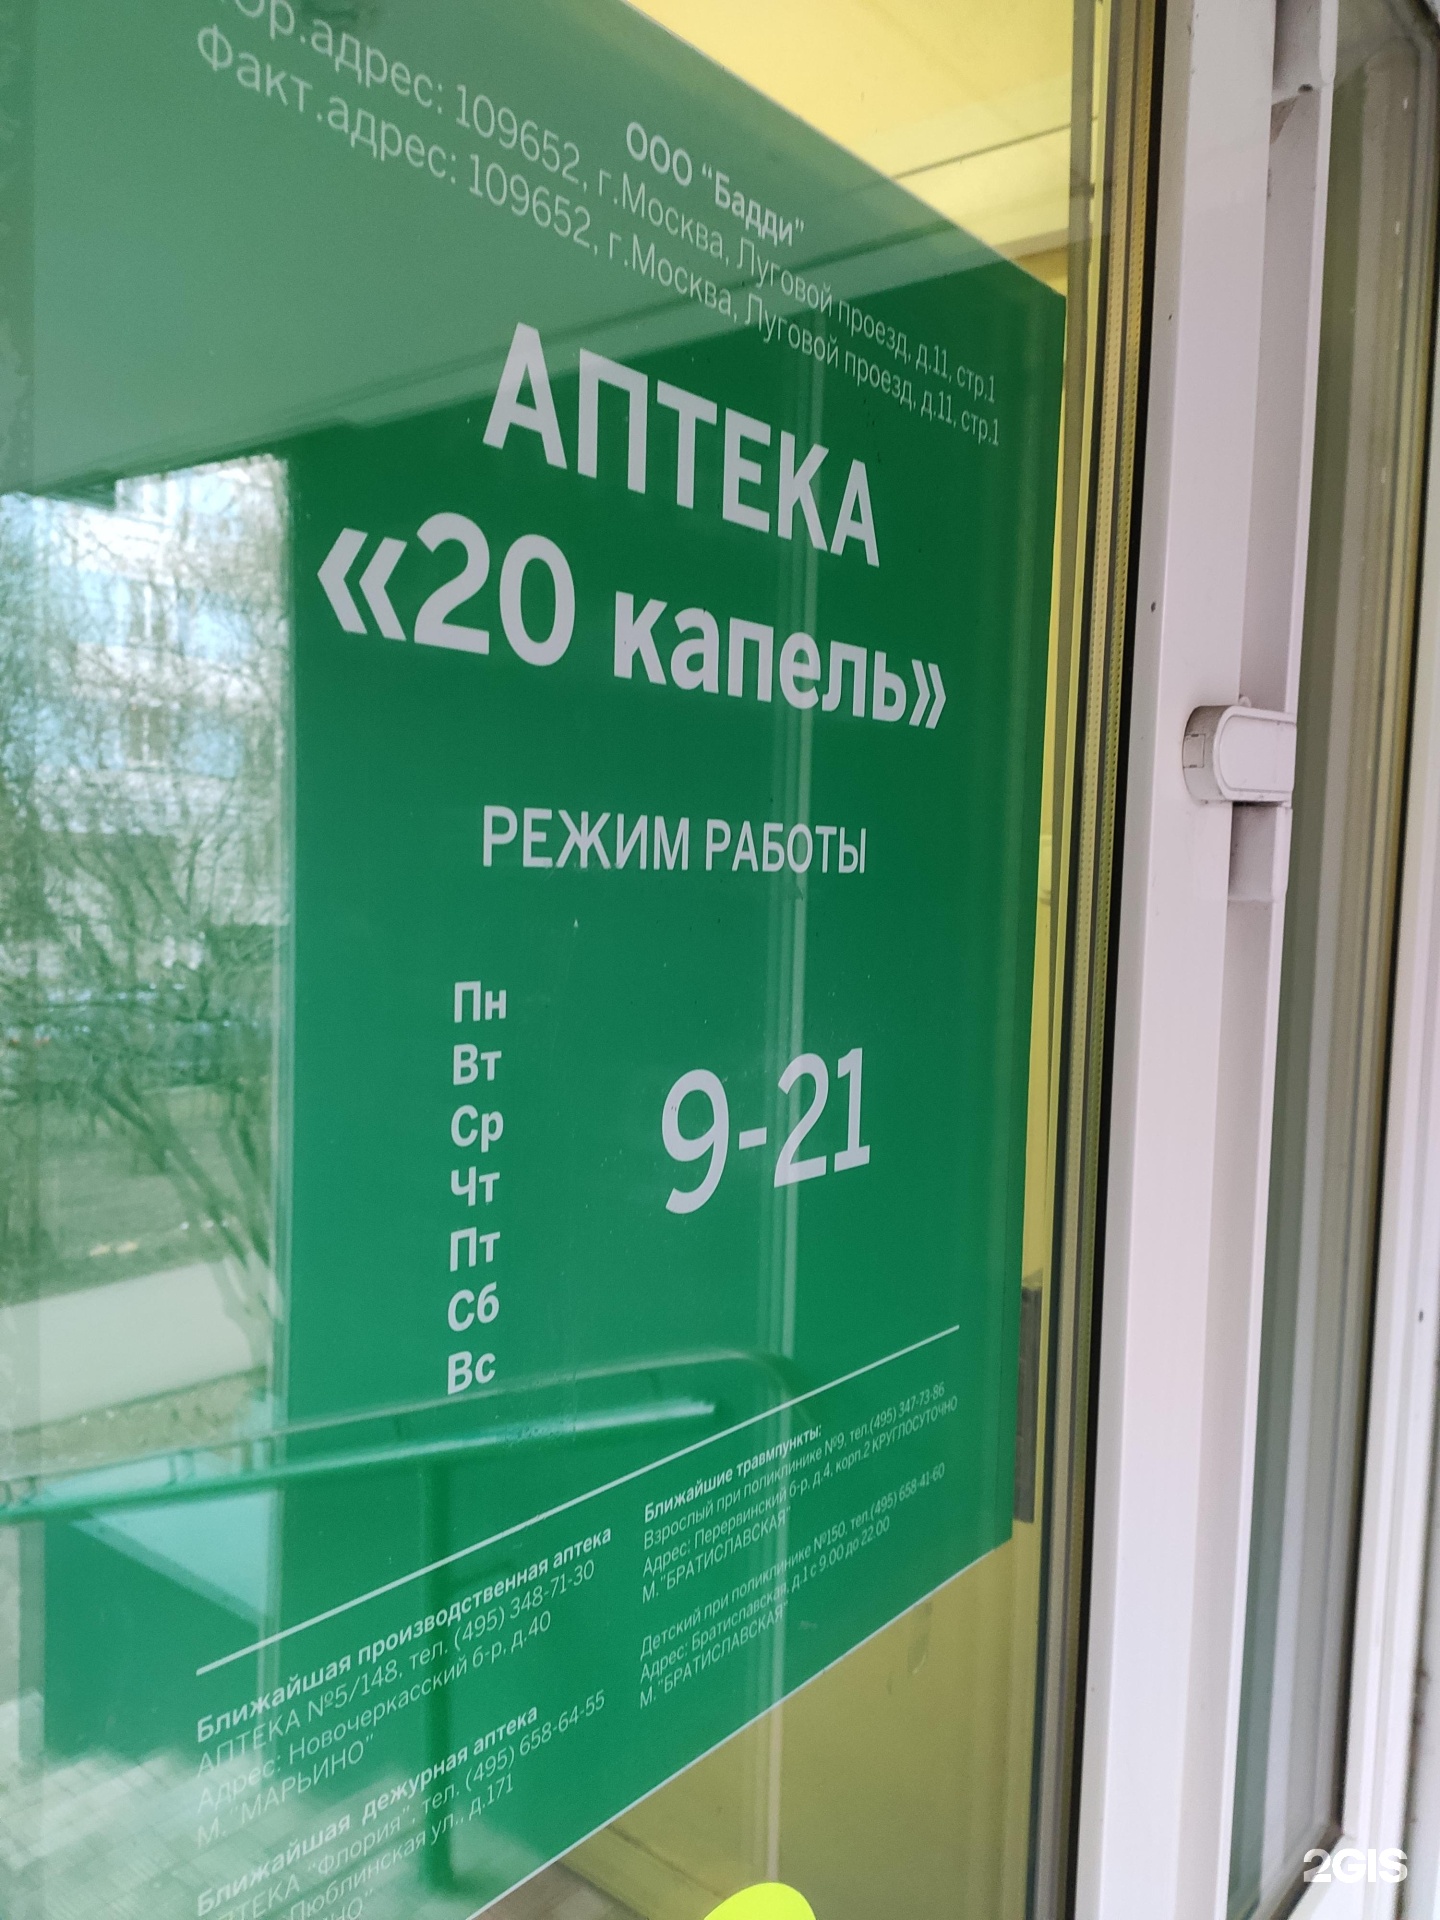 ООО "Бадди"
Юр.адрес: 109652, г.Москва, Луговой проезд, д.11, стр.1
Факт.адрес: 109652, г.Москва, Луговой проезд, д.11, стр.1
АПТЕКА
«20 капель»
РЕЖИМ РАБОТЫ
Пн
Вт
Ср
Чт
Пт
Сб
Вс
9-21
Ближайшая производственная аптека
АПТЕКА №5/148, тел. (495) 348-71-30
Адрес: Новочеркасский б-р, д.40
М. "МАРЬИНО"
Ближайшая дежурная аптека
АПТЕКА "Флория", тел. (495) 658-64-55
Люблинская ул., д.171
Ближайшие травмпункты:
Взрослый при поликлинике №9, тел.(495) 347-73-86
Адрес: Перервинский б-р, д.4, корп.2 КРУГЛОСУТОЧНО
М."БРАТИСЛАВСКАЯ"
Детский при поликлинике №150, тел.(495) 658-41-60
Адрес: Братиславская, д.1 с 9.00 до 22.00
М."БРАТИСЛАВСКАЯ"
2GIS